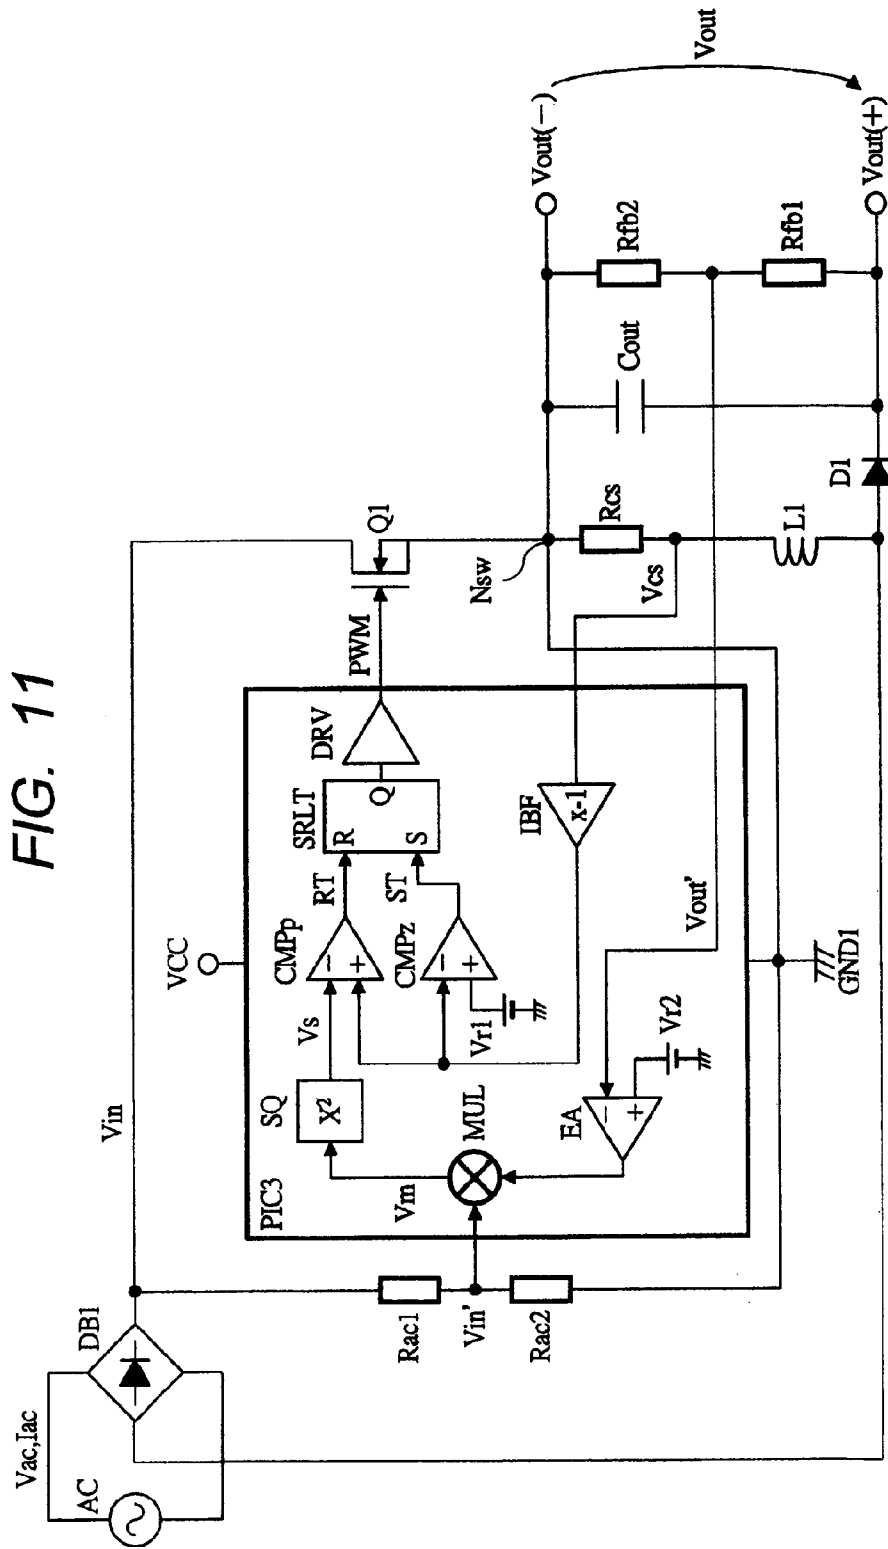 FIG. 11
Vac,Iac
AC
DB1
Vin
Rac1
Vin'
Rac2
PIC3
VCC
SQ
X²
Vs
Vm
MUL
CMPp
−
+
RT
CMPz
−
+
Vr1
ST
SRLT
R
S
Q
DRV
PWM
Q1
EA
−
+
Vr2
IBF
x-1
Vout'
GND1
Nsw
Rcs
Vcs
L1
D1
Cout
Rfb2
Rfb1
Vout(−)
Vout
Vout(+)